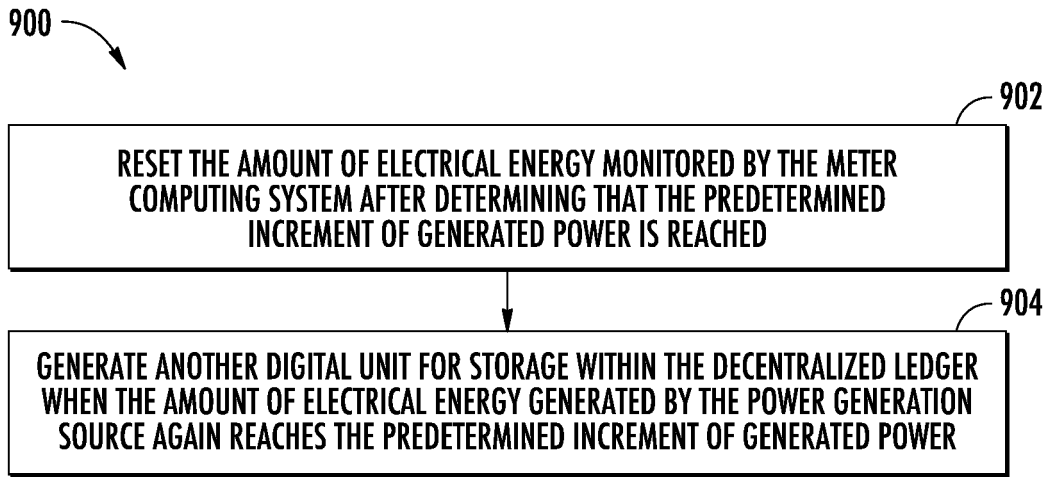 900
902
RESET THE AMOUNT OF ELECTRICAL ENERGY MONITORED BY THE METER
COMPUTING SYSTEM AFTER DETERMINING THAT THE PREDETERMINED
INCREMENT OF GENERATED POWER IS REACHED
904
GENERATE ANOTHER DIGITAL UNIT FOR STORAGE WITHIN THE DECENTRALIZED LEDGER
WHEN THE AMOUNT OF ELECTRICAL ENERGY GENERATED BY THE POWER GENERATION
SOURCE AGAIN REACHES THE PREDETERMINED INCREMENT OF GENERATED POWER